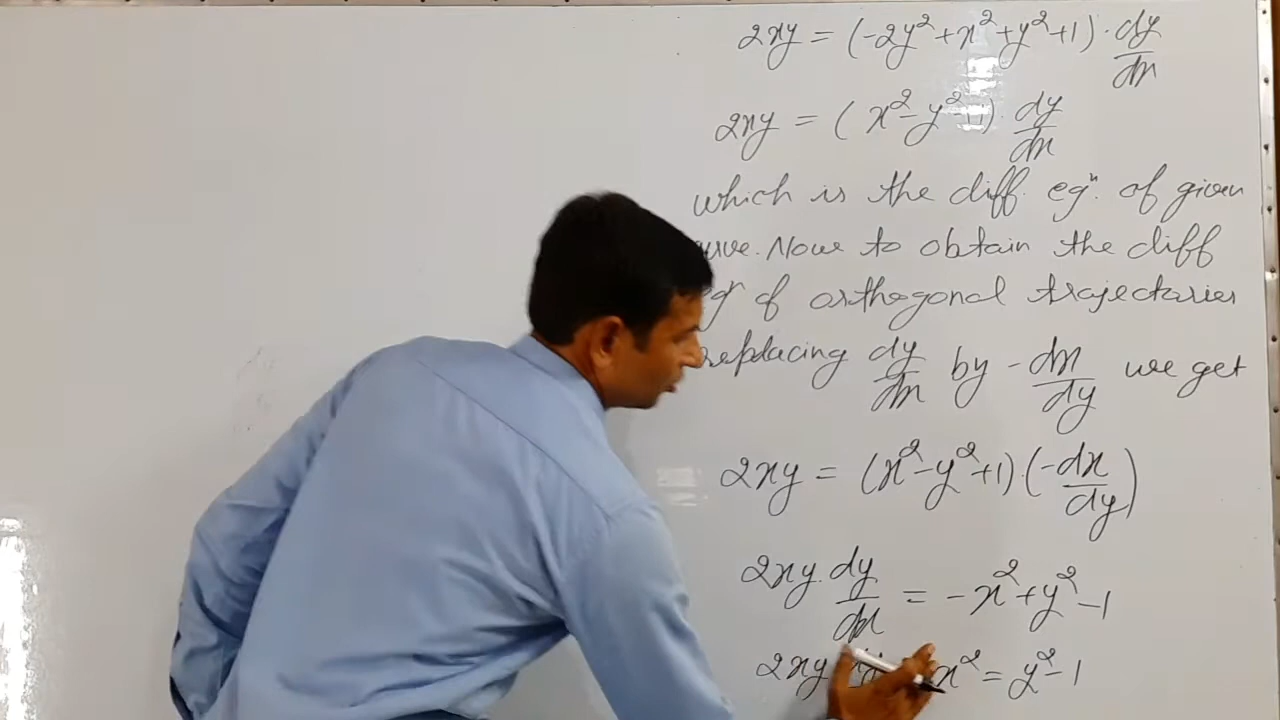 2xy = (-2y²+x²+y²+1)·dy/dx
2xy = (x²-y²+1)·dy/dx
which is the diff. eqⁿ. of given
Now to obtain the diff
of orthogonal trajectories
replacing dy/dx by -dx/dy we get
2xy = (x²-y²+1)(-dx/dy)
2xy·dy/dx = -x²+y²-1
2xy x² = y²-1